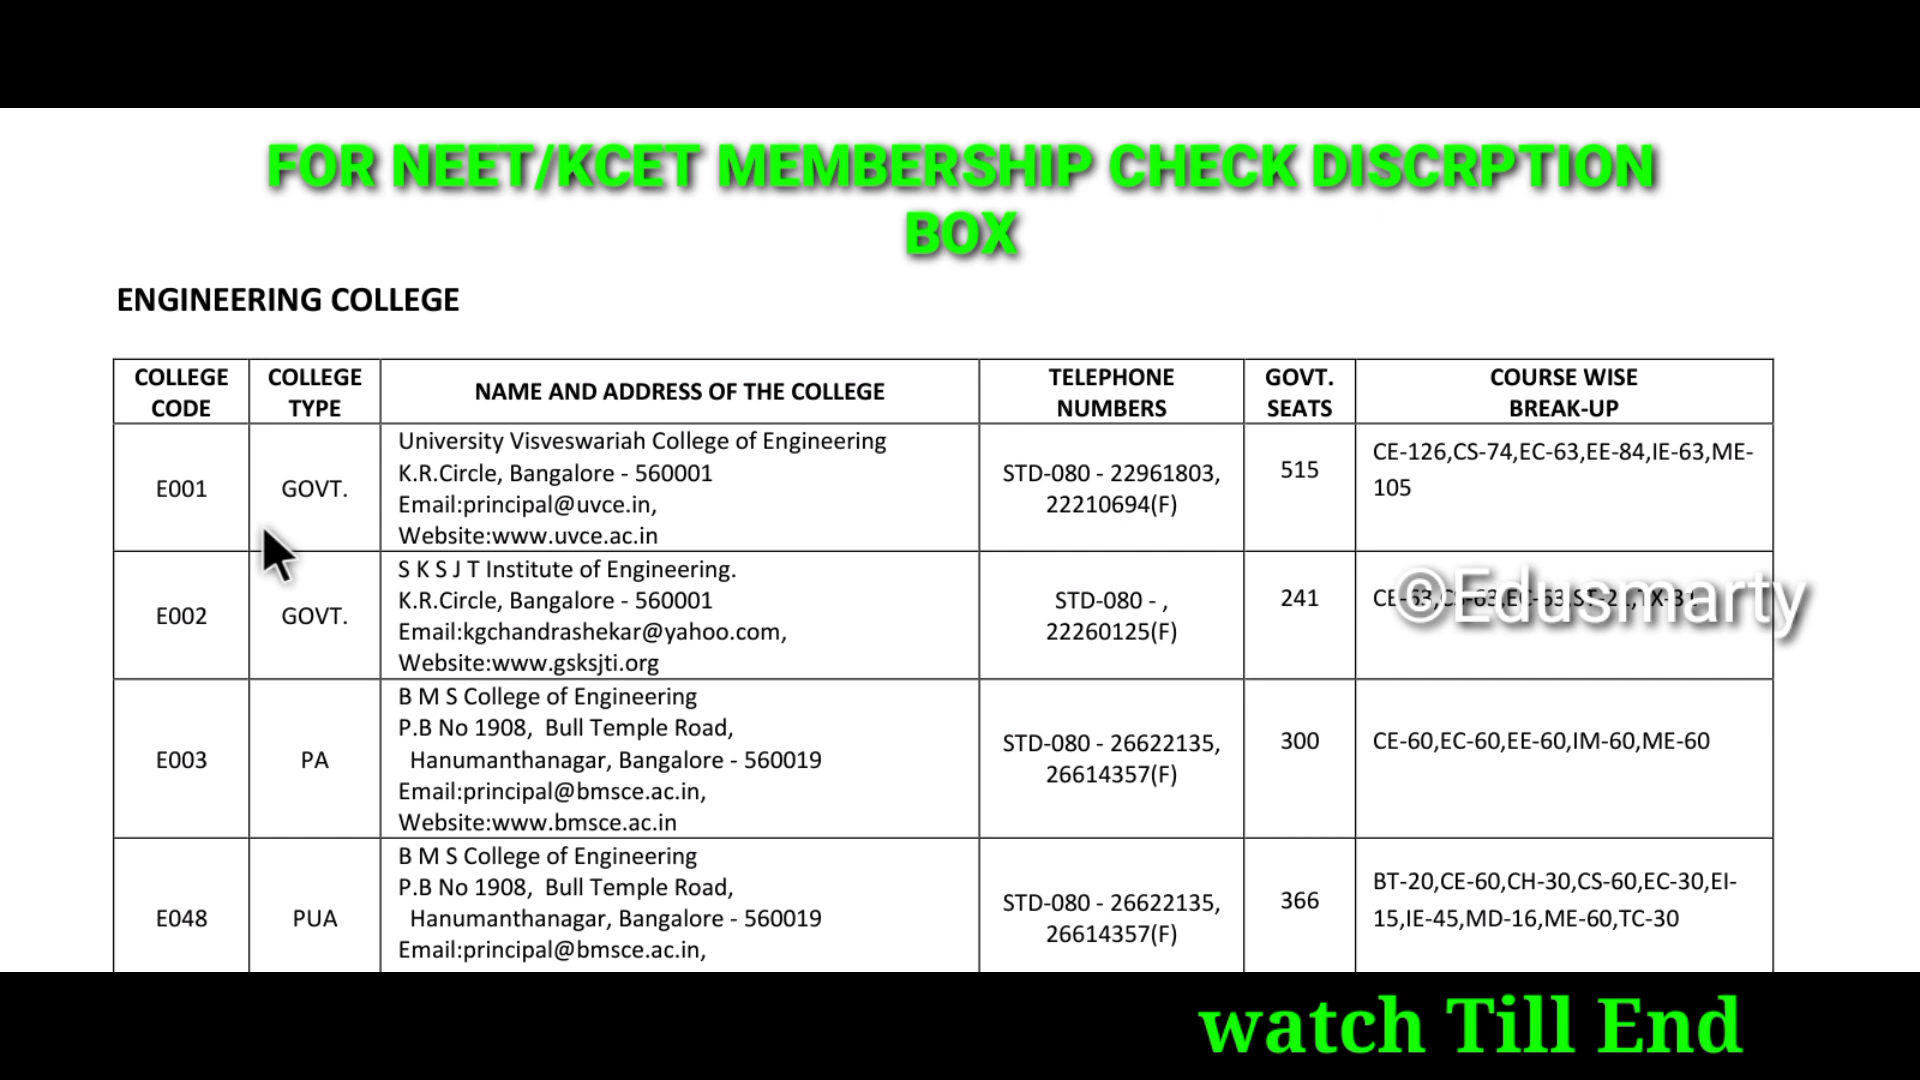 FOR NEET/KCET MEMBERSHIP CHECK DISCRPTION
BOX
ENGINEERING COLLEGE
COLLEGE CODE | COLLEGE TYPE | NAME AND ADDRESS OF THE COLLEGE | TELEPHONE NUMBERS | GOVT. SEATS | COURSE WISE BREAK-UP
E001
GOVT.
University Visveswariah College of Engineering
K.R.Circle, Bangalore - 560001
Email:principal@uvce.in,
Website:www.uvce.ac.in
STD-080 - 22961803,
22210694(F)
515
CE-126,CS-74,EC-63,EE-84,IE-63,ME-
105
E002
GOVT.
S K S J T Institute of Engineering.
K.R.Circle, Bangalore - 560001
Email:kgchandrashekar@yahoo.com,
Website:www.gsksjti.org
STD-080 - ,
22260125(F)
241
©Edusmarty
E003
PA
B M S College of Engineering
P.B No 1908, Bull Temple Road,
Hanumanthanagar, Bangalore - 560019
Email:principal@bmsce.ac.in,
Website:www.bmsce.ac.in
STD-080 - 26622135,
26614357(F)
300
CE-60,EC-60,EE-60,IM-60,ME-60
E048
PUA
B M S College of Engineering
P.B No 1908, Bull Temple Road,
Hanumanthanagar, Bangalore - 560019
Email:principal@bmsce.ac.in,
STD-080 - 26622135,
26614357(F)
366
BT-20,CE-60,CH-30,CS-60,EC-30,EI-
15,IE-45,MD-16,ME-60,TC-30
watch Till End